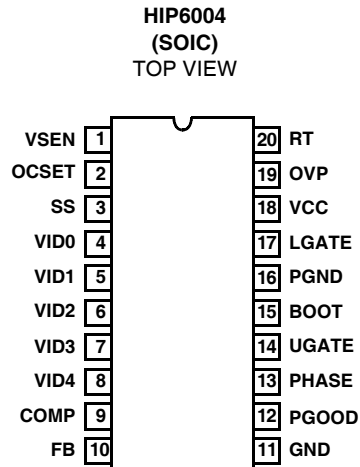 HIP6004
(SOIC)
TOP VIEW
VSEN 1 20 RT
OCSET 2 19 OVP
SS 3 18 VCC
VID0 4 17 LGATE
VID1 5 16 PGND
VID2 6 15 BOOT
VID3 7 14 UGATE
VID4 8 13 PHASE
COMP 9 12 PGOOD
FB 10 11 GND